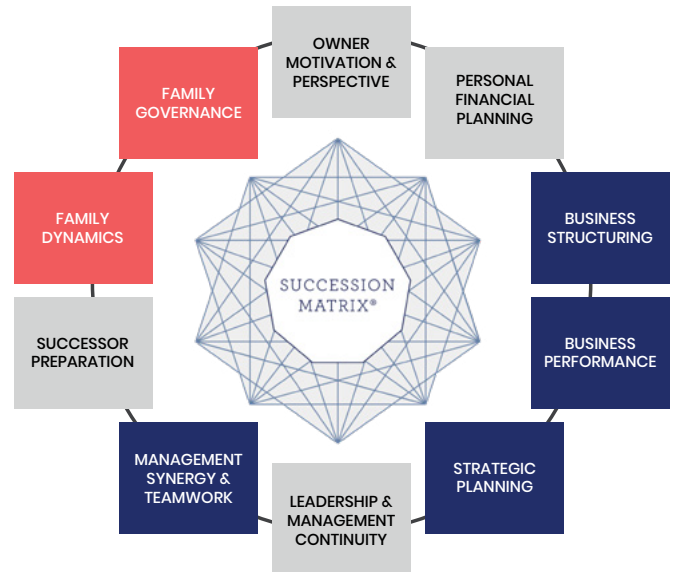 OWNER
MOTIVATION &
PERSPECTIVE
PERSONAL
FINANCIAL
PLANNING
BUSINESS
STRUCTURING
BUSINESS
PERFORMANCE
STRATEGIC
PLANNING
LEADERSHIP &
MANAGEMENT
CONTINUITY
MANAGEMENT
SYNERGY &
TEAMWORK
SUCCESSOR
PREPARATION
FAMILY
DYNAMICS
FAMILY
GOVERNANCE
SUCCESSION
MATRIX®